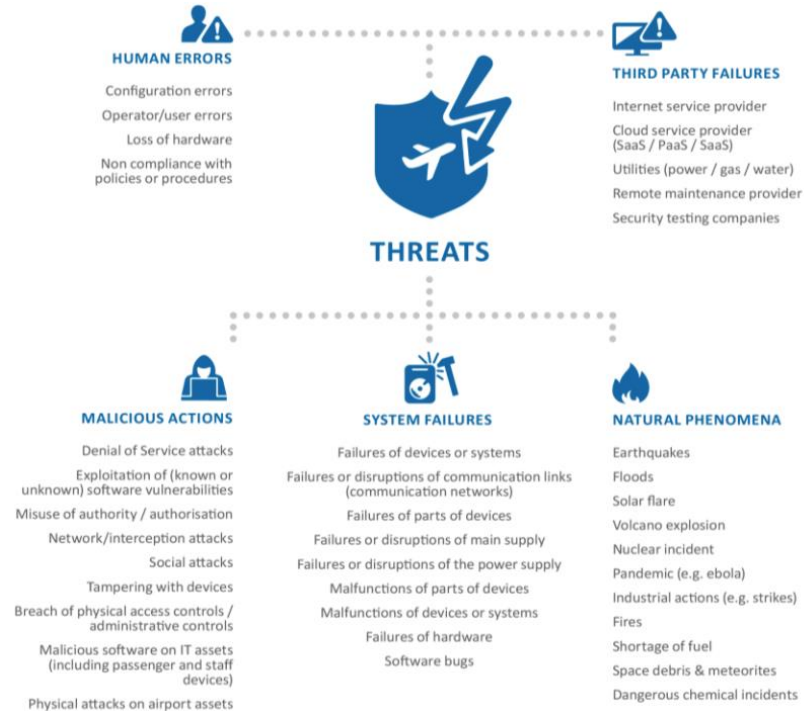 HUMAN ERRORS
Configuration errors
Operator/user errors
Loss of hardware
Non compliance with
policies or procedures
THIRD PARTY FAILURES
Internet service provider
Cloud service provider
(SaaS / PaaS / SaaS)
Utilities (power / gas / water)
Remote maintenance provider
Security testing companies
THREATS
MALICIOUS ACTIONS
Denial of Service attacks
Exploitation of (known or
unknown) software vulnerabilities
Misuse of authority / authorisation
Network/interception attacks
Social attacks
Tampering with devices
Breach of physical access controls /
administrative controls
Malicious software on IT assets
(including passenger and staff
devices)
Physical attacks on airport assets
SYSTEM FAILURES
Failures of devices or systems
Failures or disruptions of communication links
(communication networks)
Failures of parts of devices
Failures or disruptions of main supply
Failures or disruptions of the power supply
Malfunctions of parts of devices
Malfunctions of devices or systems
Failures of hardware
Software bugs
NATURAL PHENOMENA
Earthquakes
Floods
Solar flare
Volcano explosion
Nuclear incident
Pandemic (e.g. ebola)
Industrial actions (e.g. strikes)
Fires
Shortage of fuel
Space debris & meteorites
Dangerous chemical incidents